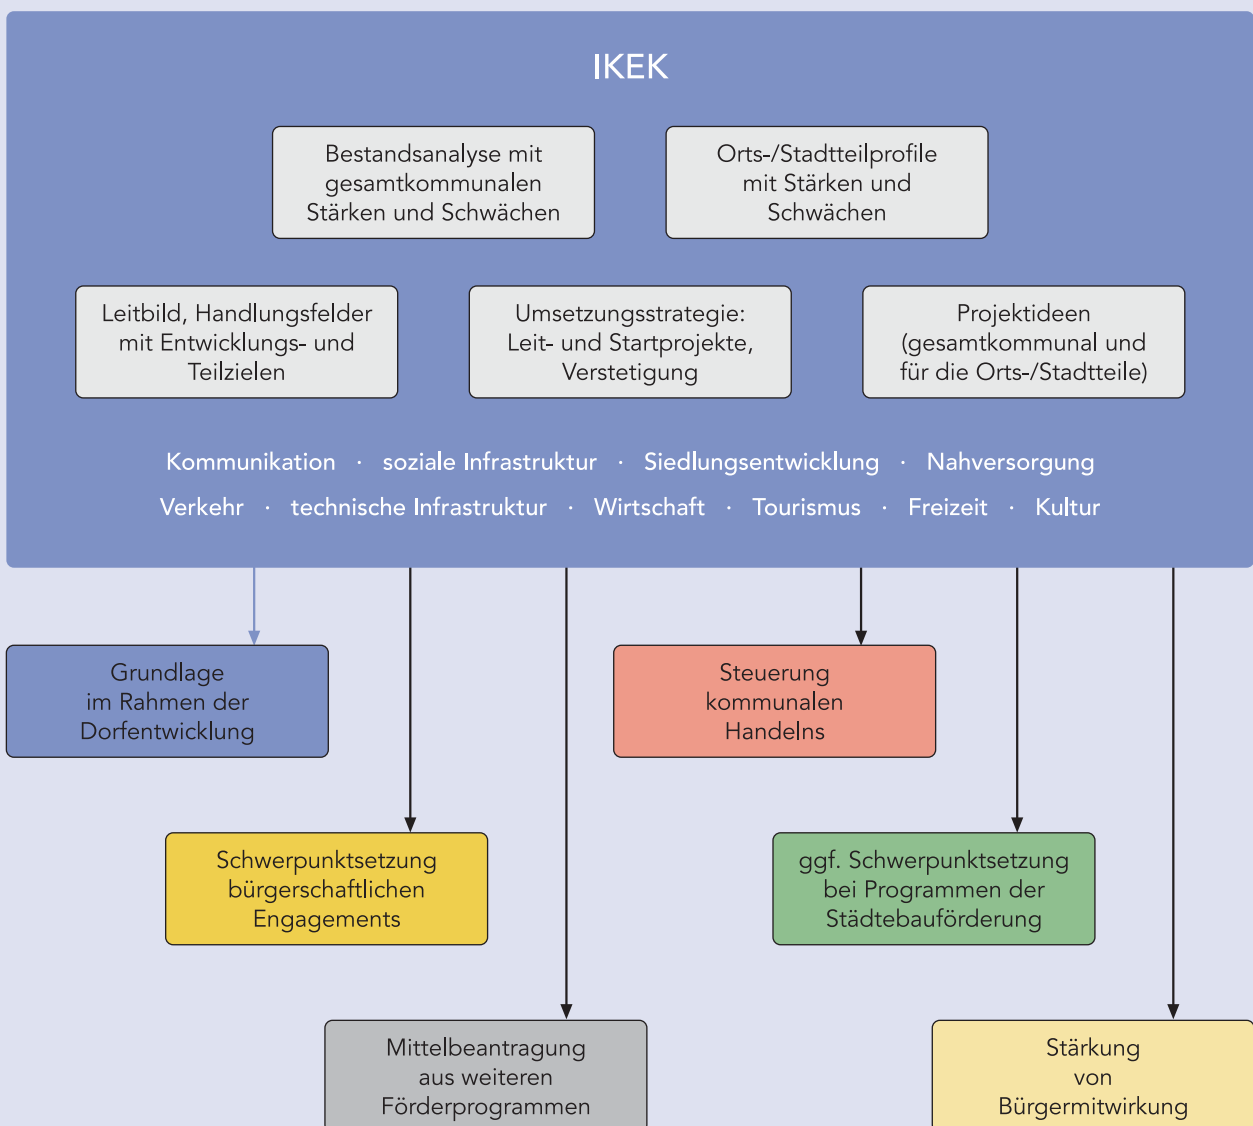 IKEK
Bestandsanalyse mit
gesamtkommunalen
Stärken und Schwächen
Orts-/Stadtteilprofile
mit Stärken und
Schwächen
Leitbild, Handlungsfelder
mit Entwicklungs- und
Teilzielen
Umsetzungsstrategie:
Leit- und Startprojekte,
Verstetigung
Projektideen
(gesamtkommunal und
für die Orts-/Stadtteile)
Kommunikation · soziale Infrastruktur · Siedlungsentwicklung · Nahversorgung
Verkehr · technische Infrastruktur · Wirtschaft · Tourismus · Freizeit · Kultur
Grundlage
im Rahmen der
Dorfentwicklung
Steuerung
kommunalen
Handelns
Schwerpunktsetzung
bürgerschaftlichen
Engagements
ggf. Schwerpunktsetzung
bei Programmen der
Städtebauförderung
Mittelbeantragung
aus weiteren
Förderprogrammen
Stärkung
von
Bürgermitwirkung